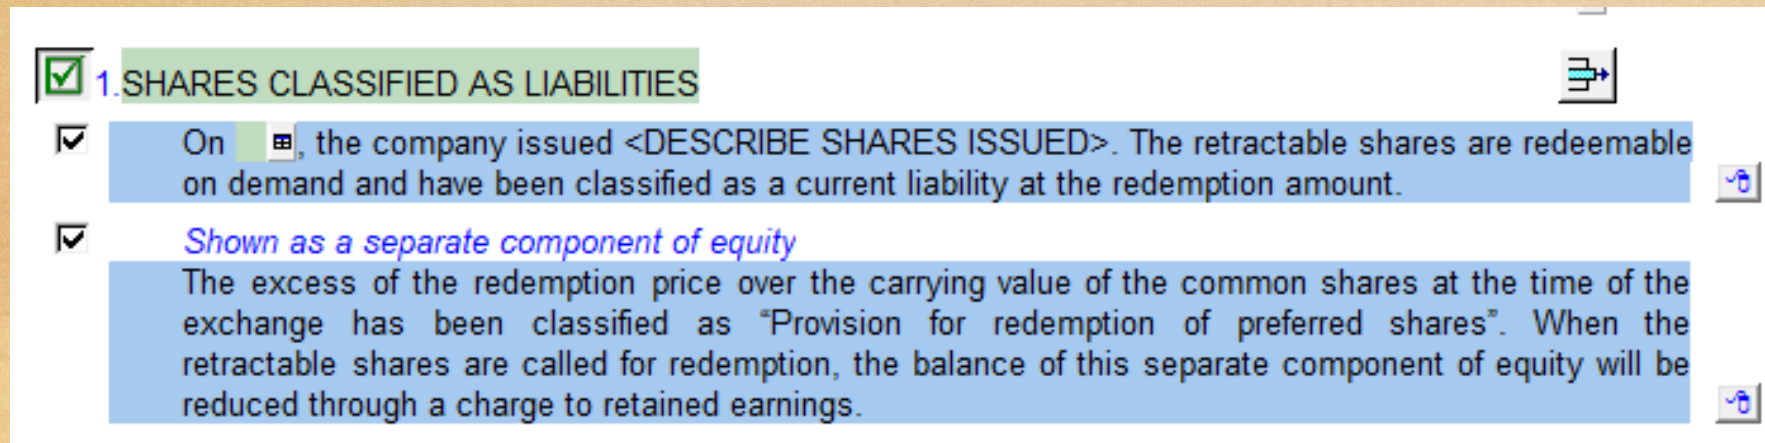 1. SHARES CLASSIFIED AS LIABILITIES
On , the company issued <DESCRIBE SHARES ISSUED>. The retractable shares are redeemable
on demand and have been classified as a current liability at the redemption amount.
Shown as a separate component of equity
The excess of the redemption price over the carrying value of the common shares at the time of the
exchange has been classified as “Provision for redemption of preferred shares”. When the
retractable shares are called for redemption, the balance of this separate component of equity will be
reduced through a charge to retained earnings.